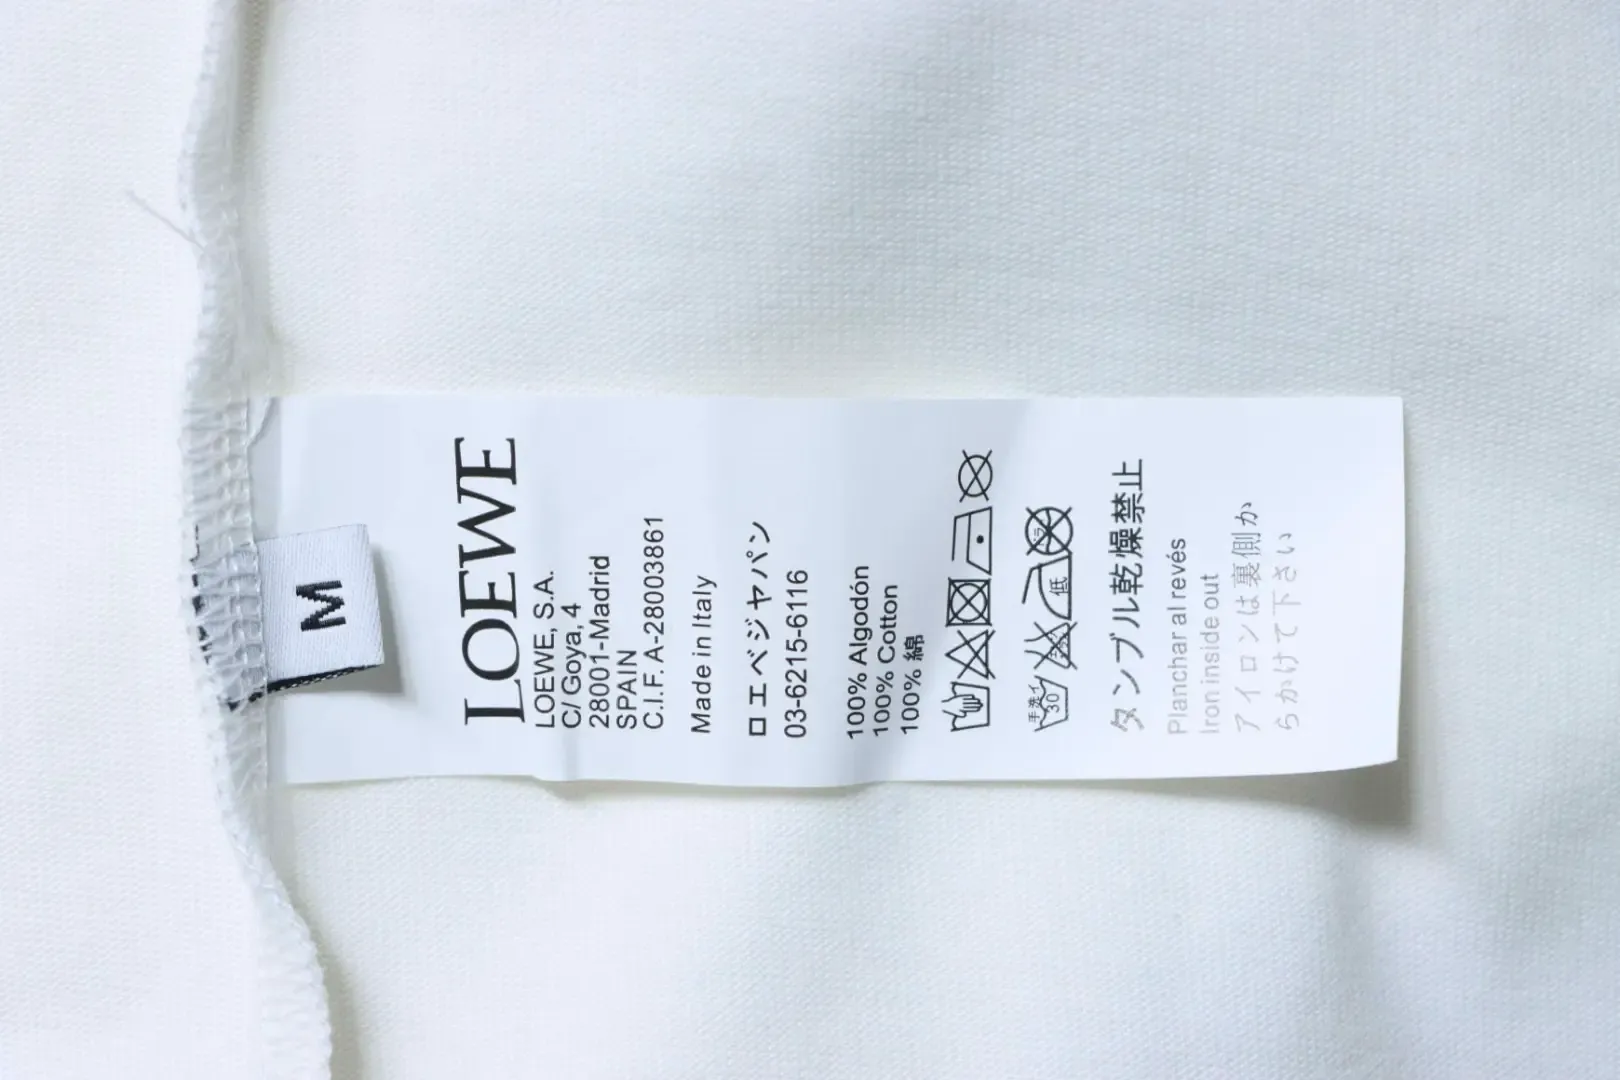 M
LOEWE
LOEWE, S.A.
C/ Goya, 4
28001-Madrid
SPAIN
C.I.F. A-28003861
Made in Italy
ロエベジャパン
03-6215-6116
100% Algodón
100% Cotton
100% 綿
手洗イ
30
低
タンブル乾燥禁止
Planchar al revés
Iron inside out
アイロンは裏側か
らかけて下さい